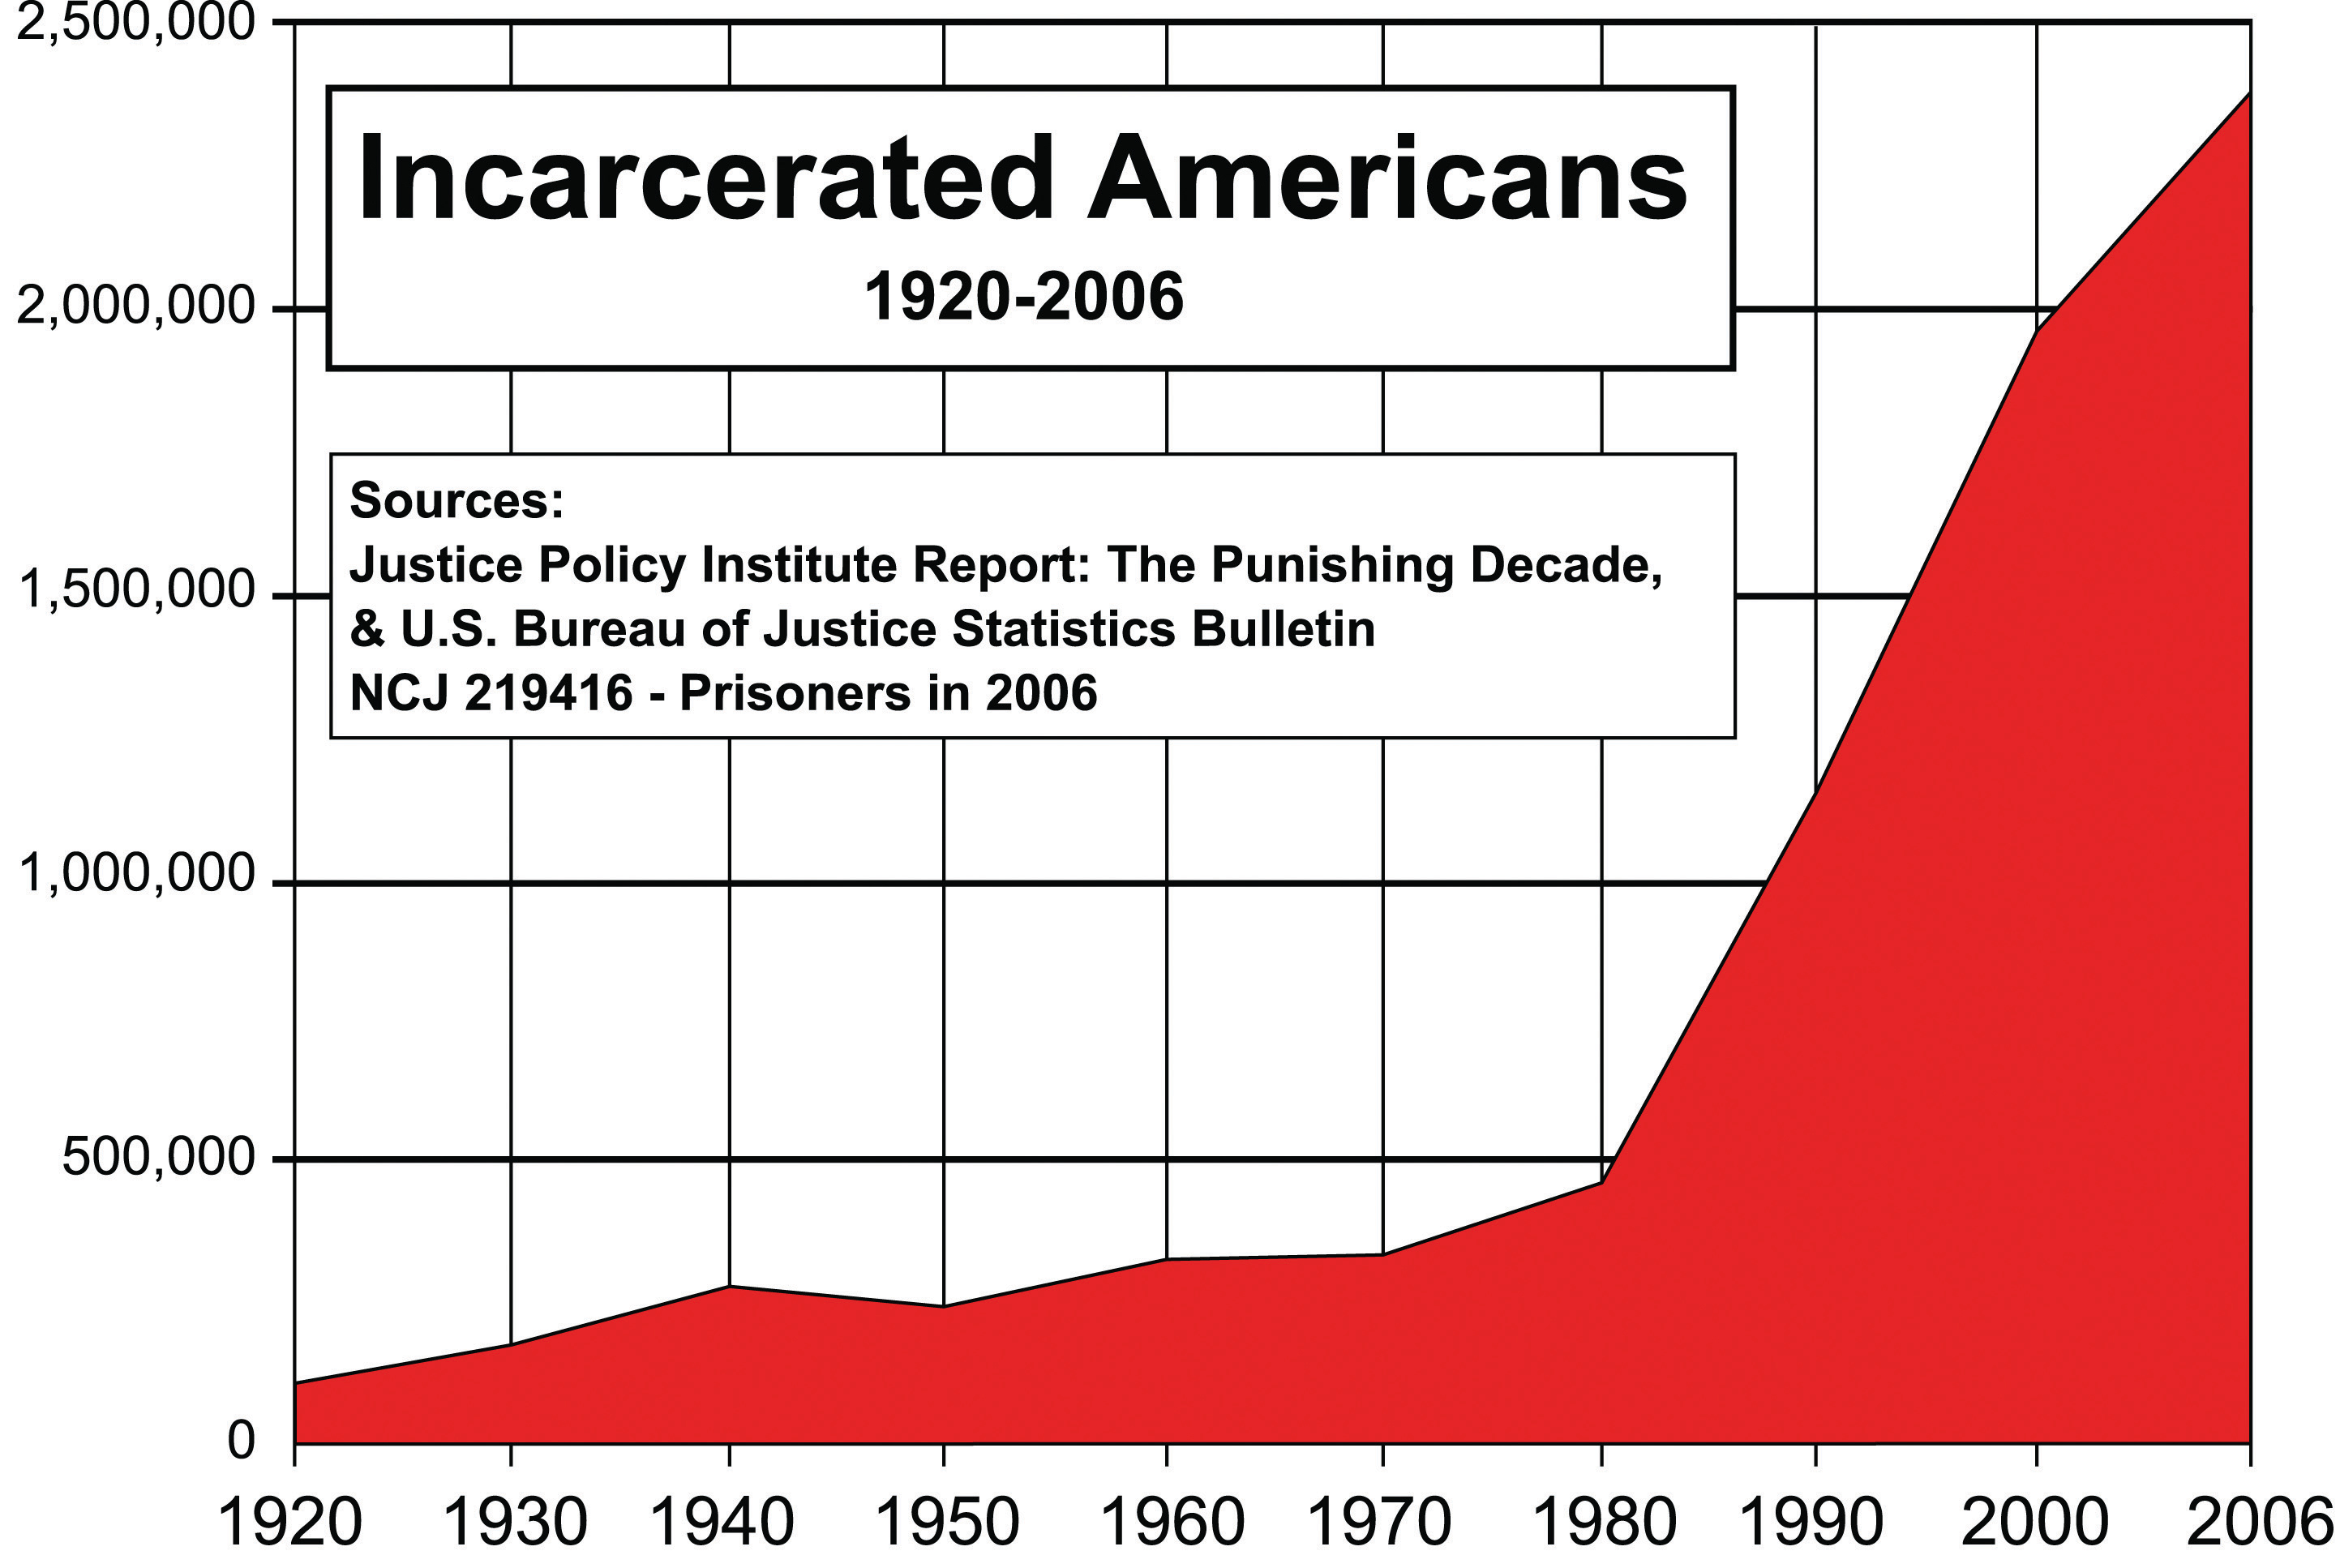 2,500,000
Incarcerated Americans
1920-2006
2,000,000
Sources:
Justice Policy Institute Report: The Punishing Decade,
& U.S. Bureau of Justice Statistics Bulletin
NCJ 219416 - Prisoners in 2006
1,500,000
1,000,000
500,000
0
1920 1930 1940 1950 1960 1970 1980 1990 2000 2006